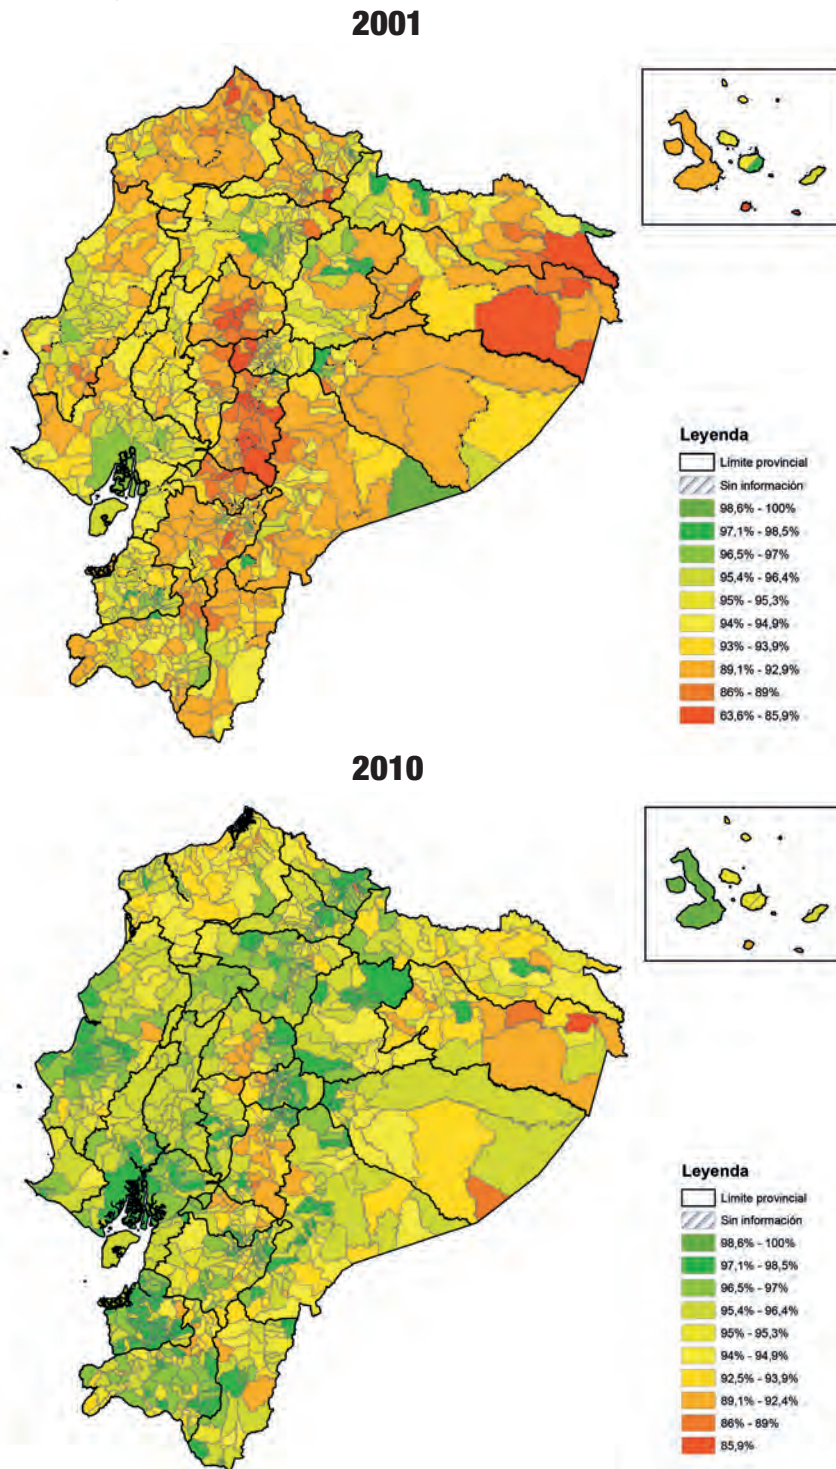 2001
Leyenda
Límite provincial
Sin información
98,6% - 100%
97,1% - 98,5%
96,5% - 97%
95,4% - 96,4%
95% - 95,3%
94% - 94,9%
93% - 93,9%
89,1% - 92,9%
86% - 89%
63,6% - 85,9%
2010
Leyenda
Límite provincial
Sin información
98,6% - 100%
97,1% - 98,5%
96,5% - 97%
95,4% - 96,4%
95% - 95,3%
94% - 94,9%
92,5% - 93,9%
89,1% - 92,4%
86% - 89%
85,9%